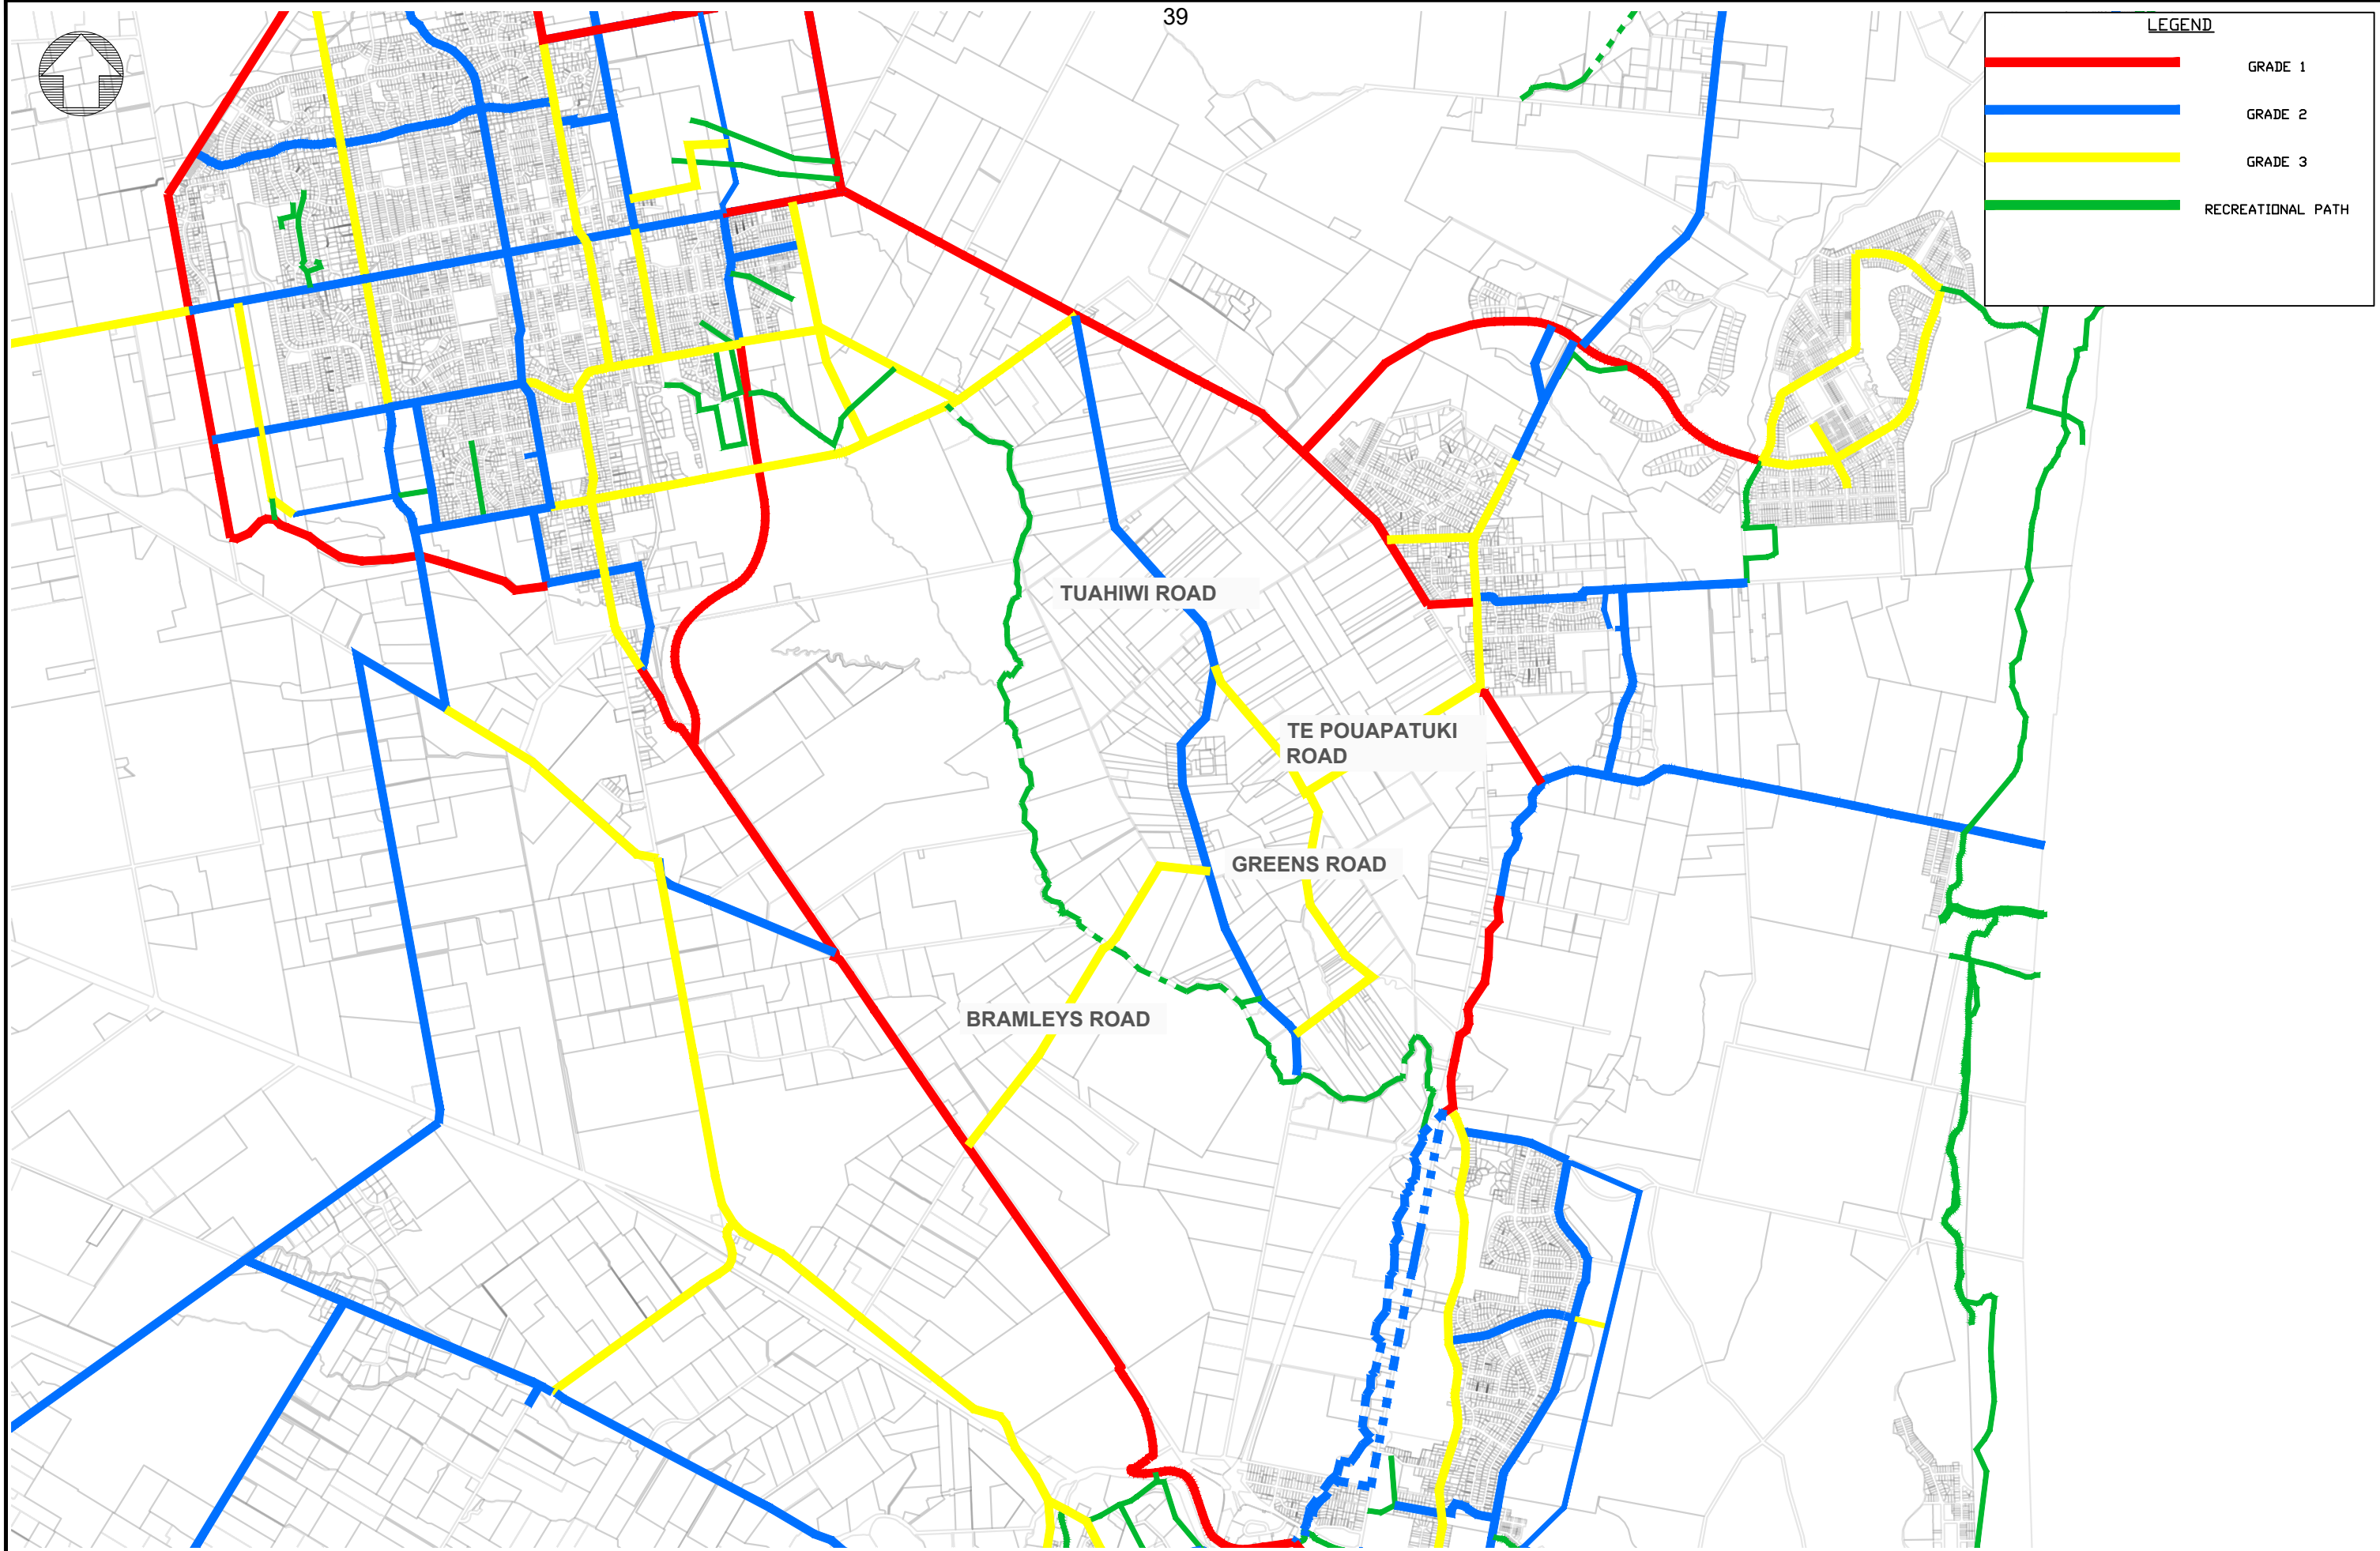 39
LEGEND
GRADE 1
GRADE 2
GRADE 3
RECREATIONAL PATH
TUAHIWI ROAD
TE POUAPATUKI
ROAD
GREENS ROAD
BRAMLEYS ROAD